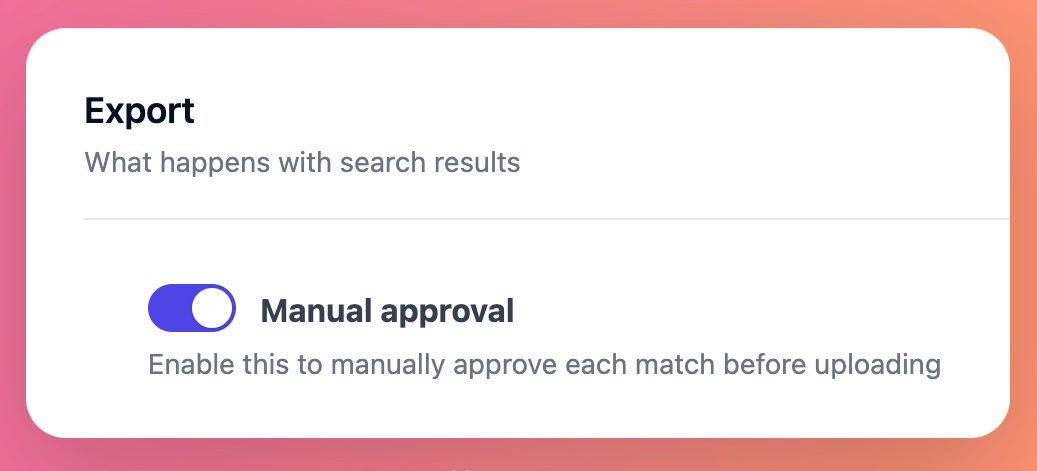 Export
What happens with search results
Manual approval
Enable this to manually approve each match before uploading